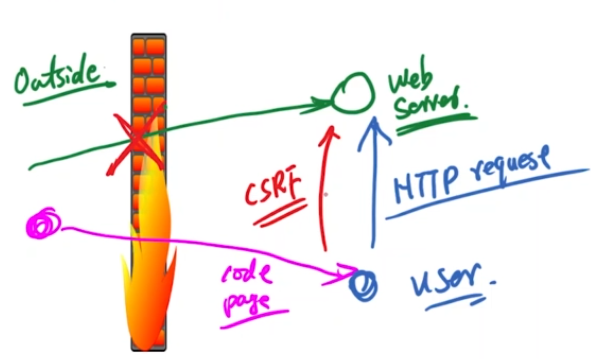 Outside
Web
Server.
CSRF
HTTP request
code
page
user.